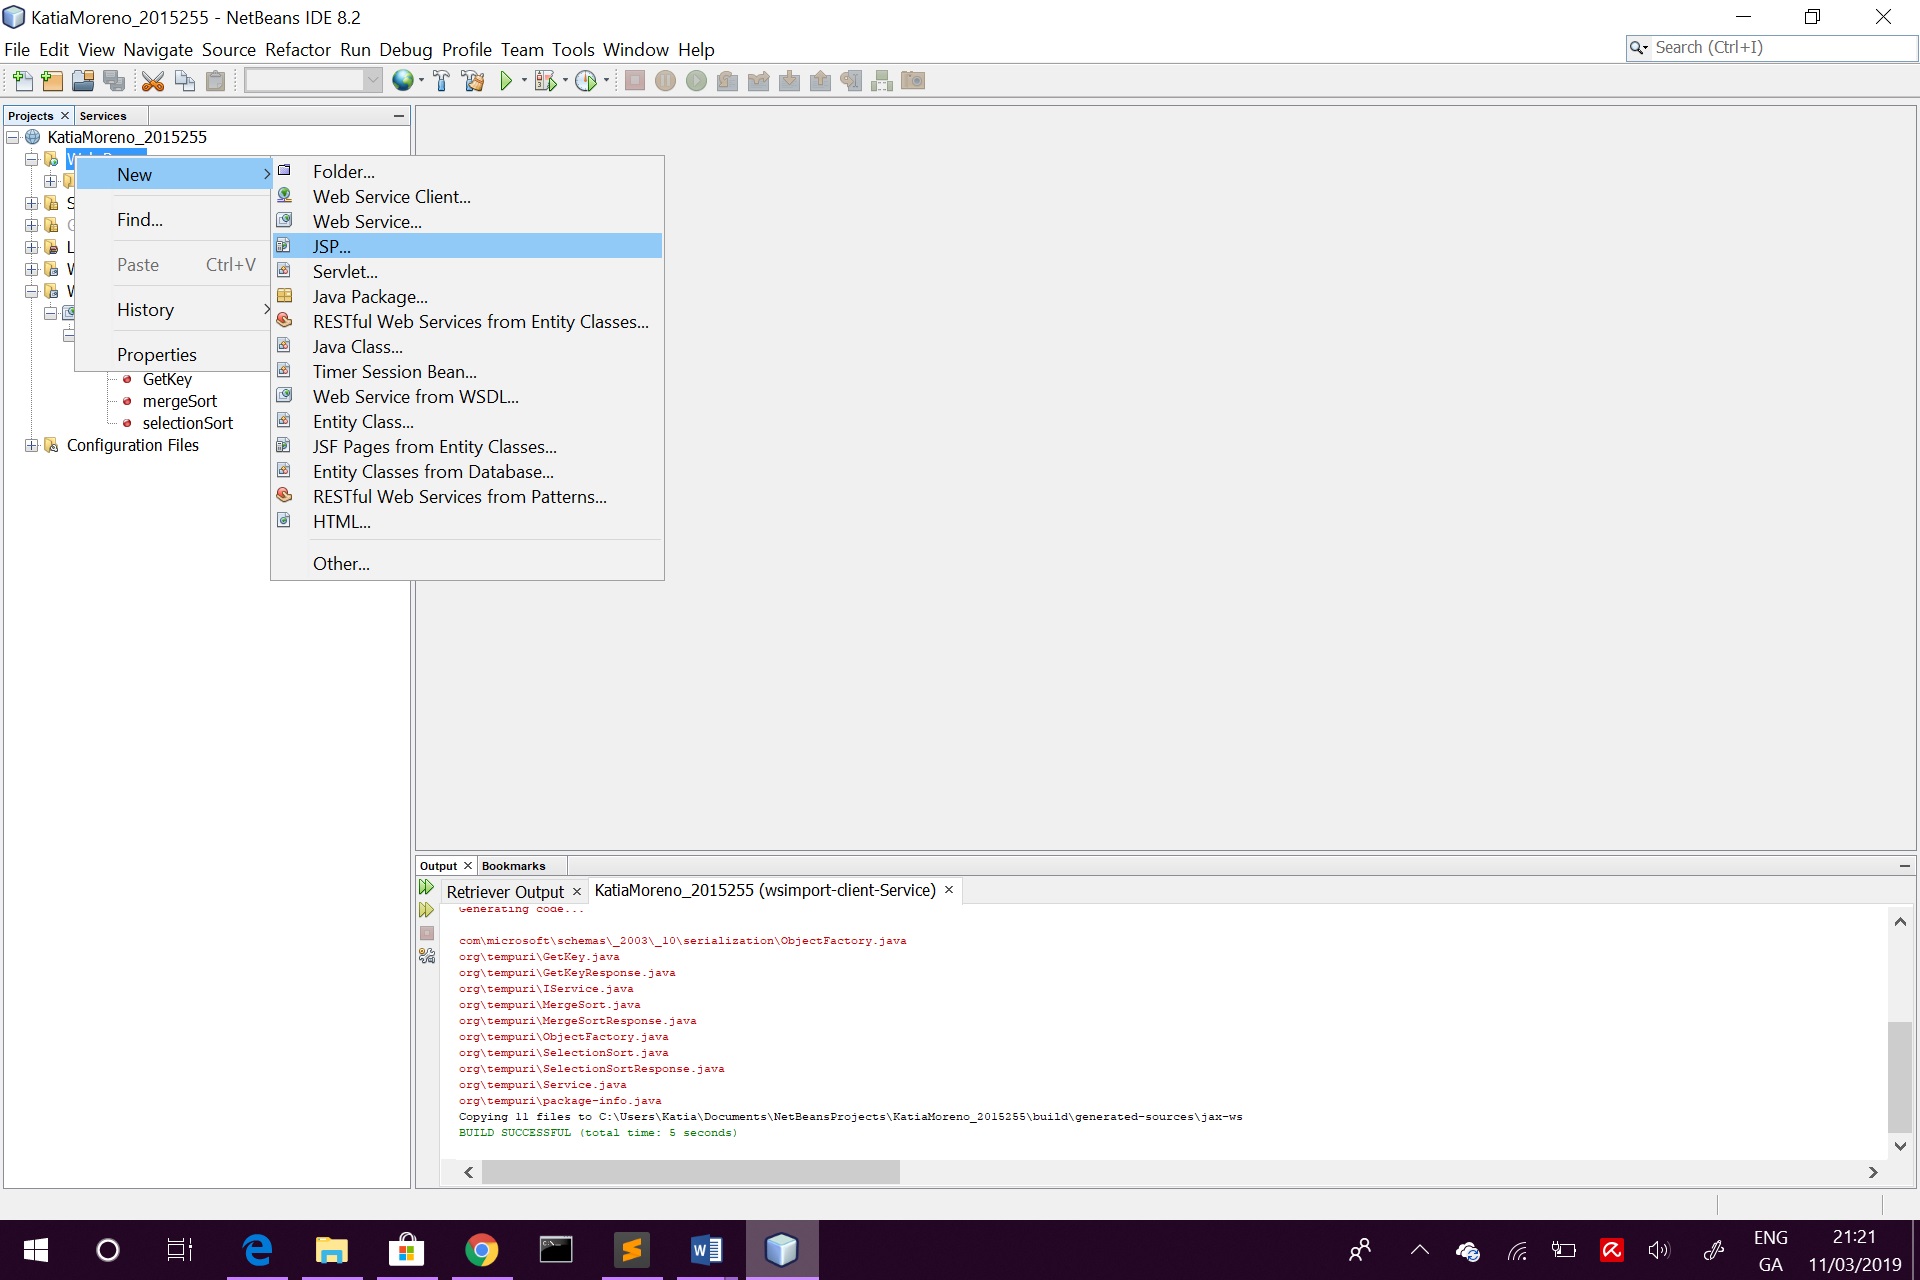 KatiaMoreno_2015255 - NetBeans IDE 8.2
File Edit View Navigate Source Refactor Run Debug Profile Team Tools Window Help
Search (Ctrl+I)
Projects Services
KatiaMoreno_2015255
New
Find...
Paste Ctrl+V
History
Properties
Folder...
Web Service Client...
Web Service...
JSP...
Servlet...
Java Package...
RESTful Web Services from Entity Classes...
Java Class...
Timer Session Bean...
Web Service from WSDL...
Entity Class...
JSF Pages from Entity Classes...
Entity Classes from Database...
RESTful Web Services from Patterns...
HTML...
Other...
GetKey
mergeSort
selectionSort
Configuration Files
Output Bookmarks
Retriever Output KatiaMoreno_2015255 (wsimport-client-Service)
Generating code...
com\microsoft\schemas\_2003\_10\serialization\ObjectFactory.java
org\tempuri\GetKey.java
org\tempuri\GetKeyResponse.java
org\tempuri\IService.java
org\tempuri\MergeSort.java
org\tempuri\MergeSortResponse.java
org\tempuri\ObjectFactory.java
org\tempuri\SelectionSort.java
org\tempuri\SelectionSortResponse.java
org\tempuri\Service.java
org\tempuri\package-info.java
Copying 11 files to C:\Users\Katia\Documents\NetBeansProjects\KatiaMoreno_2015255\build\generated-sources\jax-ws
BUILD SUCCESSFUL (total time: 5 seconds)
ENG 21:21
GA 11/03/2019